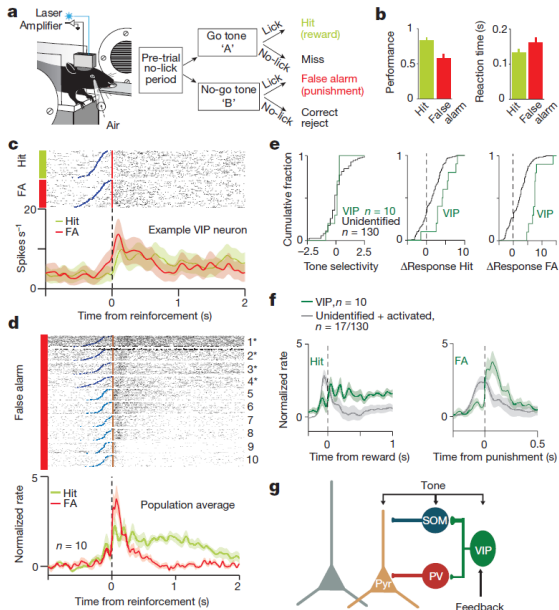 a
Laser
Amplifier
Air
Pre-trial
no-lick
period
Go tone
'A'
No-go tone
'B'
Lick
No-lick
Lick
No-lick
Hit
(reward)
Miss
False alarm
(punishment)
Correct
reject
b
Performance
1
0.5
0
Hit
False
alarm
Reaction time (s)
0.2
0.1
0
Hit
False
alarm
c
Hit
FA
Spikes s⁻¹
20
0
Hit
FA
Example VIP neuron
0
1
2
Time from reinforcement (s)
d
False alarm
1*
2*
3*
4*
5
6
7
8
9
10
Normalized rate
5
0
Hit
FA
Population average
n = 10
0
1
2
Time from reinforcement (s)
e
Cumulative fraction
1
0.5
0
VIP n = 10
Unidentified
n = 130
−2.5
0
2.5
Tone selectivity
VIP
0
10
ΔResponse Hit
VIP
0
10
ΔResponse FA
f
VIP, n = 10
Unidentified + activated,
n = 17/130
Normalized rate
5
0
Hit
0
1
Time from reward (s)
5
0
FA
0
0.5
Time from punishment (s)
g
Tone
SOM
PV
VIP
Pyr
Feedback